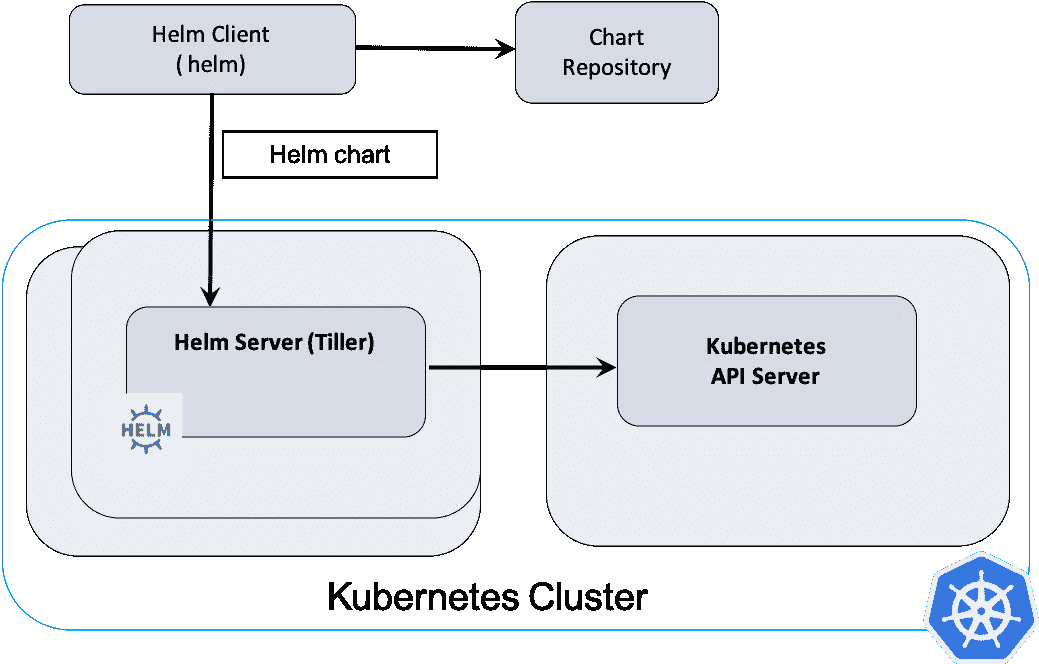 Helm Client
( helm)
Chart
Repository
Helm chart
Helm Server (Tiller)
HELM
Kubernetes
API Server
Kubernetes Cluster